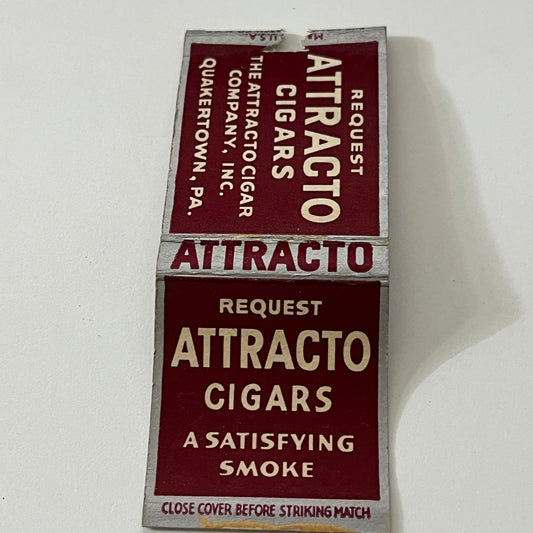 REQUEST
ATTRACTO
CIGARS
THE ATTRACTO CIGAR
COMPANY, INC.
QUAKERTOWN, PA.
ATTRACTO
REQUEST
ATTRACTO
CIGARS
A SATISFYING
SMOKE
CLOSE COVER BEFORE STRIKING MATCH